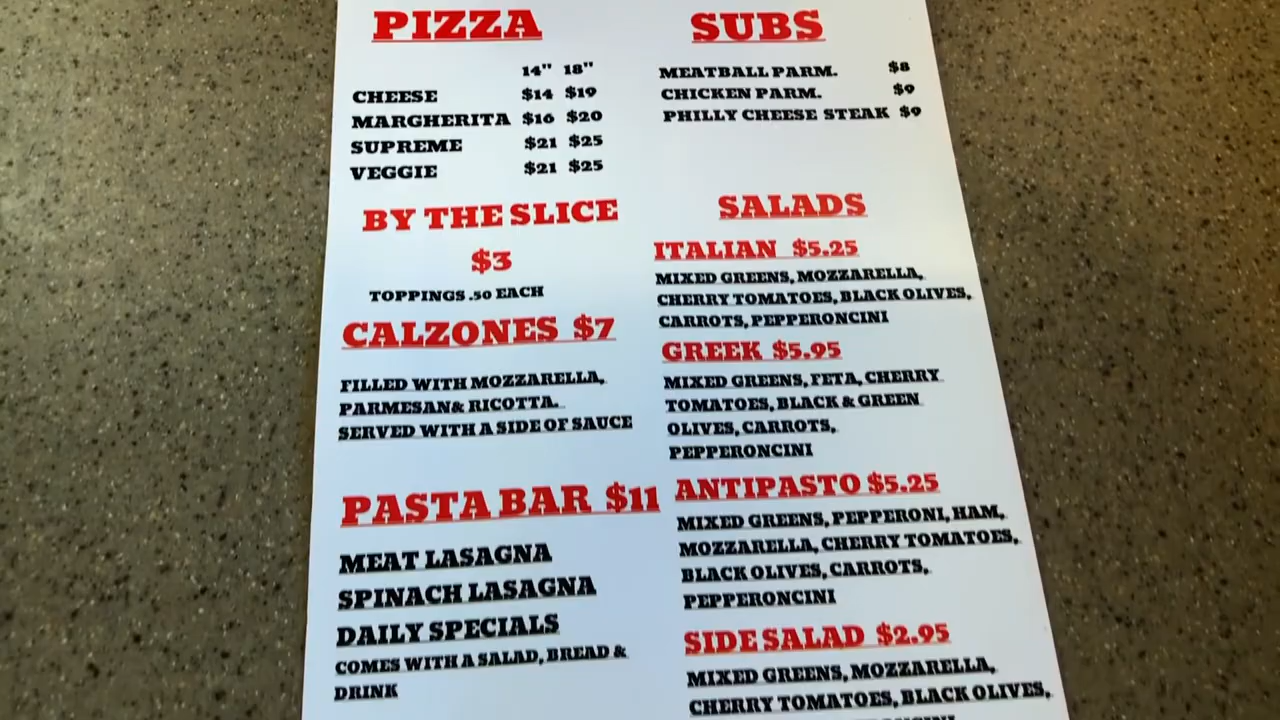 PIZZA
14" 18"
CHEESE $14 $19
MARGHERITA $16 $20
SUPREME $21 $25
VEGGIE $21 $25
BY THE SLICE
$3
TOPPINGS .50 EACH
CALZONES $7
FILLED WITH MOZZARELLA,
PARMESAN& RICOTTA.
SERVED WITH A SIDE OF SAUCE
PASTA BAR $11
MEAT LASAGNA
SPINACH LASAGNA
DAILY SPECIALS
COMES WITH A SALAD, BREAD &
DRINK
SUBS
MEATBALL PARM. $8
CHICKEN PARM. $9
PHILLY CHEESE STEAK $9
SALADS
ITALIAN $5.25
MIXED GREENS, MOZZARELLA,
CHERRY TOMATOES, BLACK OLIVES,
CARROTS, PEPPERONCINI
GREEK $5.95
MIXED GREENS, FETA, CHERRY
TOMATOES, BLACK & GREEN
OLIVES, CARROTS,
PEPPERONCINI
ANTIPASTO $5.25
MIXED GREENS, PEPPERONI, HAM,
MOZZARELLA, CHERRY TOMATOES,
BLACK OLIVES, CARROTS,
PEPPERONCINI
SIDE SALAD $2.95
MIXED GREENS, MOZZARELLA,
CHERRY TOMATOES, BLACK OLIVES,